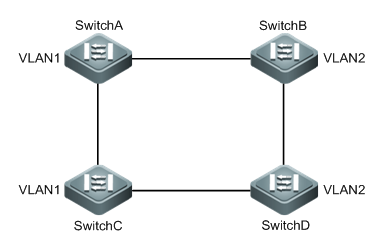 SwitchA
SwitchB
VLAN1
VLAN2
VLAN1
VLAN2
SwitchC
SwitchD